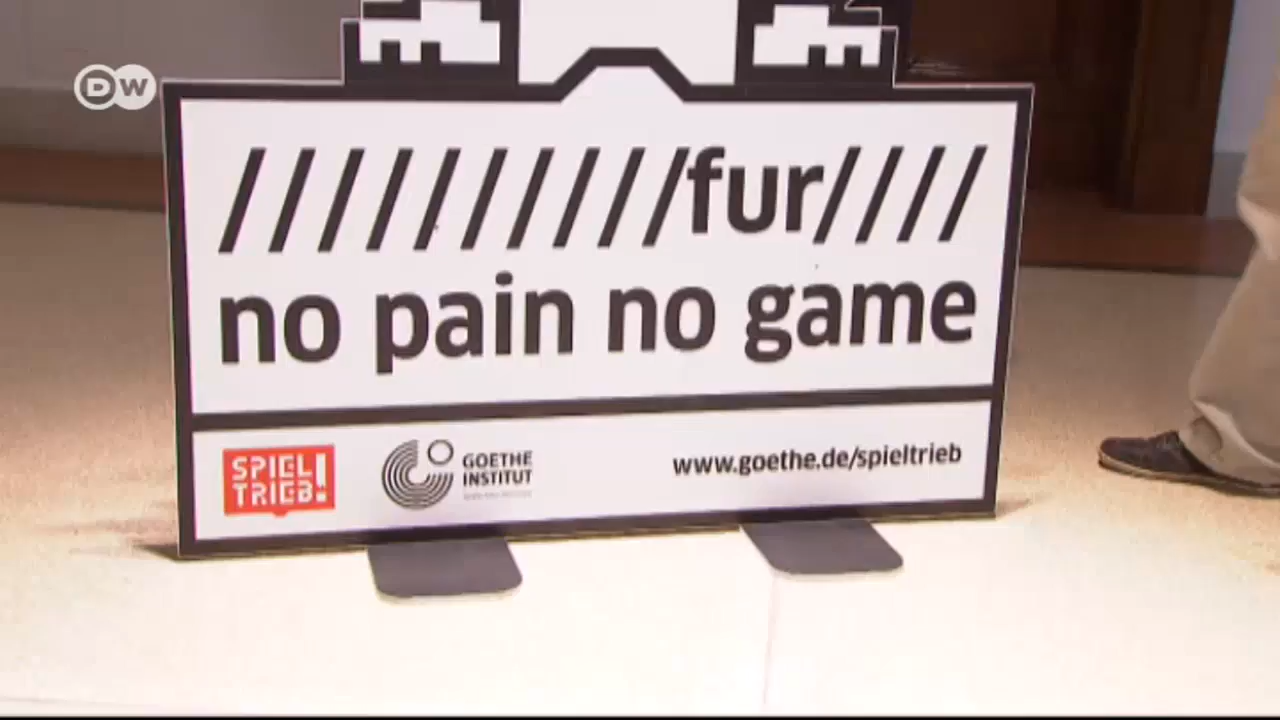 DW
//////////fur////
no pain no game
SPIEL
TRIEB!
GOETHE
INSTITUT
www.goethe.de/spieltrieb